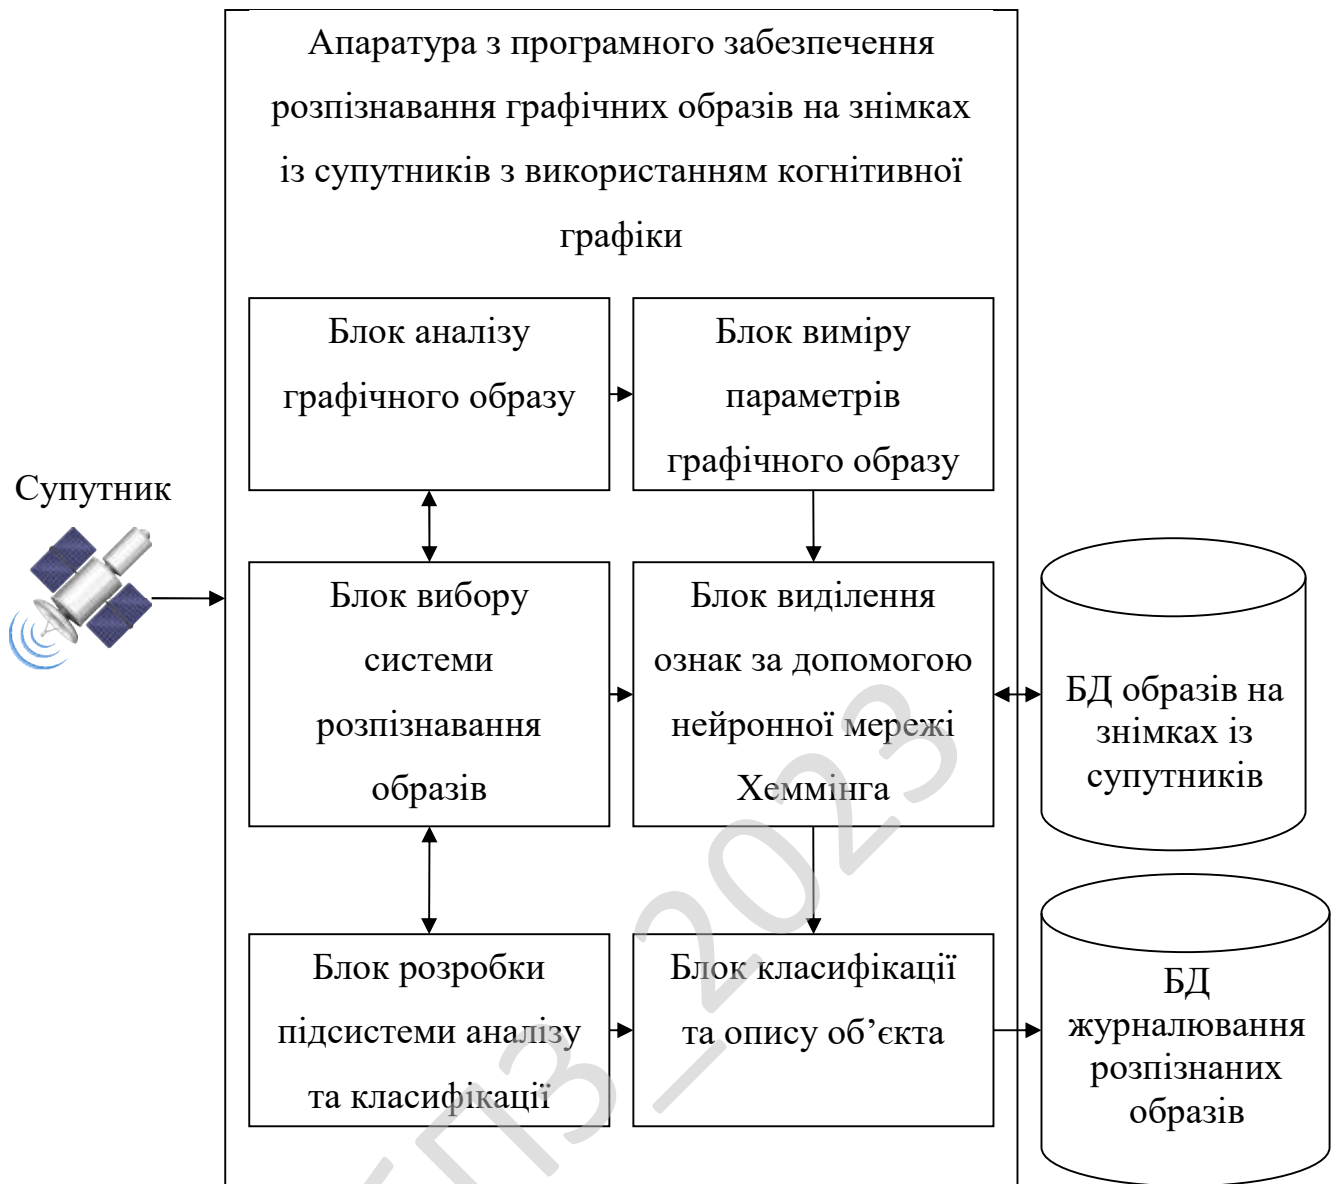 Апаратура з програмного забезпечення
розпізнавання графічних образів на знімках
із супутників з використанням когнітивної
графіки
Блок аналізу
графічного образу
Блок виміру
параметрів
графічного образу
Супутник
Блок вибору
системи
розпізнавання
образів
Блок виділення
ознак за допомогою
нейронної мережі
Хеммінга
БД образів на
знімках із
супутників
Блок розробки
підсистеми аналізу
та класифікації
Блок класифікації
та опису об’єкта
БД
журналювання
розпізнаних
образів
ПЗ_2023